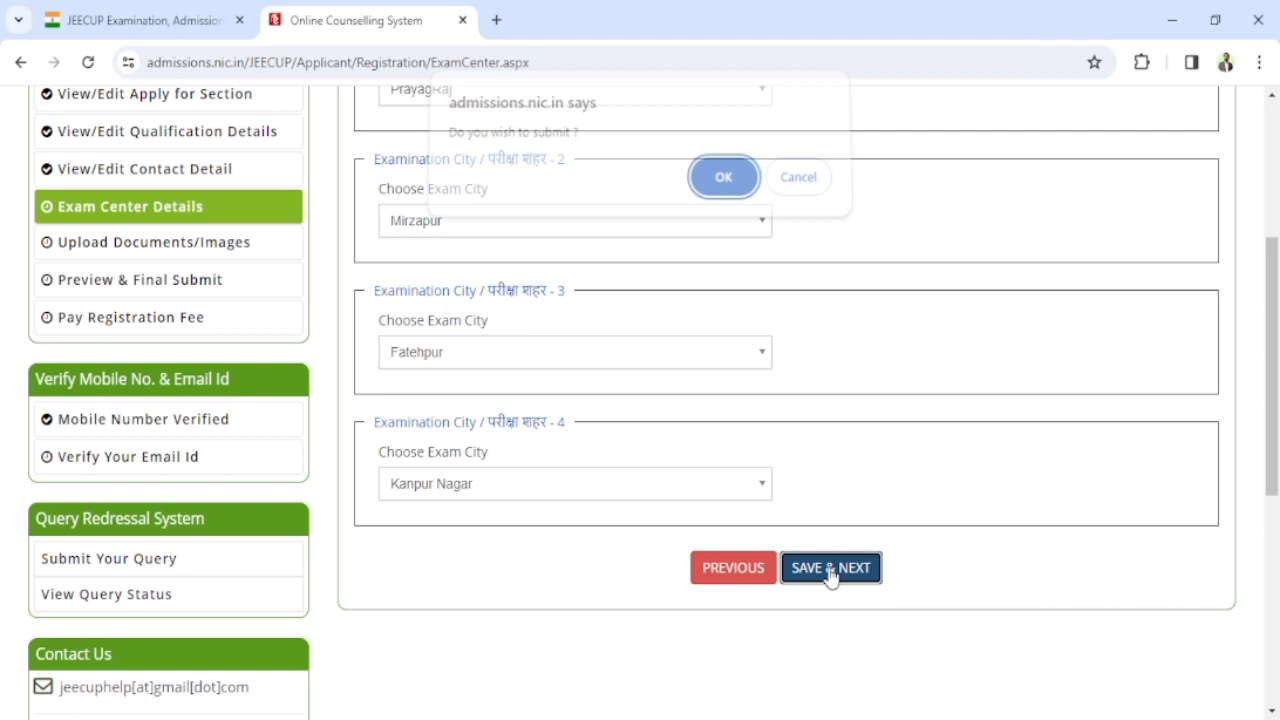 JEECUP Examination, Admission
Online Counselling System
admissions.nic.in/JEECUP/Applicant/Registration/ExamCenter.aspx
View/Edit Apply for Section
View/Edit Qualification Details
View/Edit Contact Detail
Exam Center Details
Upload Documents/Images
Preview & Final Submit
Pay Registration Fee
Verify Mobile No. & Email Id
Mobile Number Verified
Verify Your Email Id
Query Redressal System
Submit Your Query
View Query Status
Contact Us
jeecuphelp[at]gmail[dot]com
PrayagRaj
admissions.nic.in says
Do you wish to submit ?
OK
Cancel
Examination City / परीक्षा शहर - 2
Choose Exam City
Mirzapur
Examination City / परीक्षा शहर - 3
Choose Exam City
Fatehpur
Examination City / परीक्षा शहर - 4
Choose Exam City
Kanpur Nagar
PREVIOUS
SAVE & NEXT